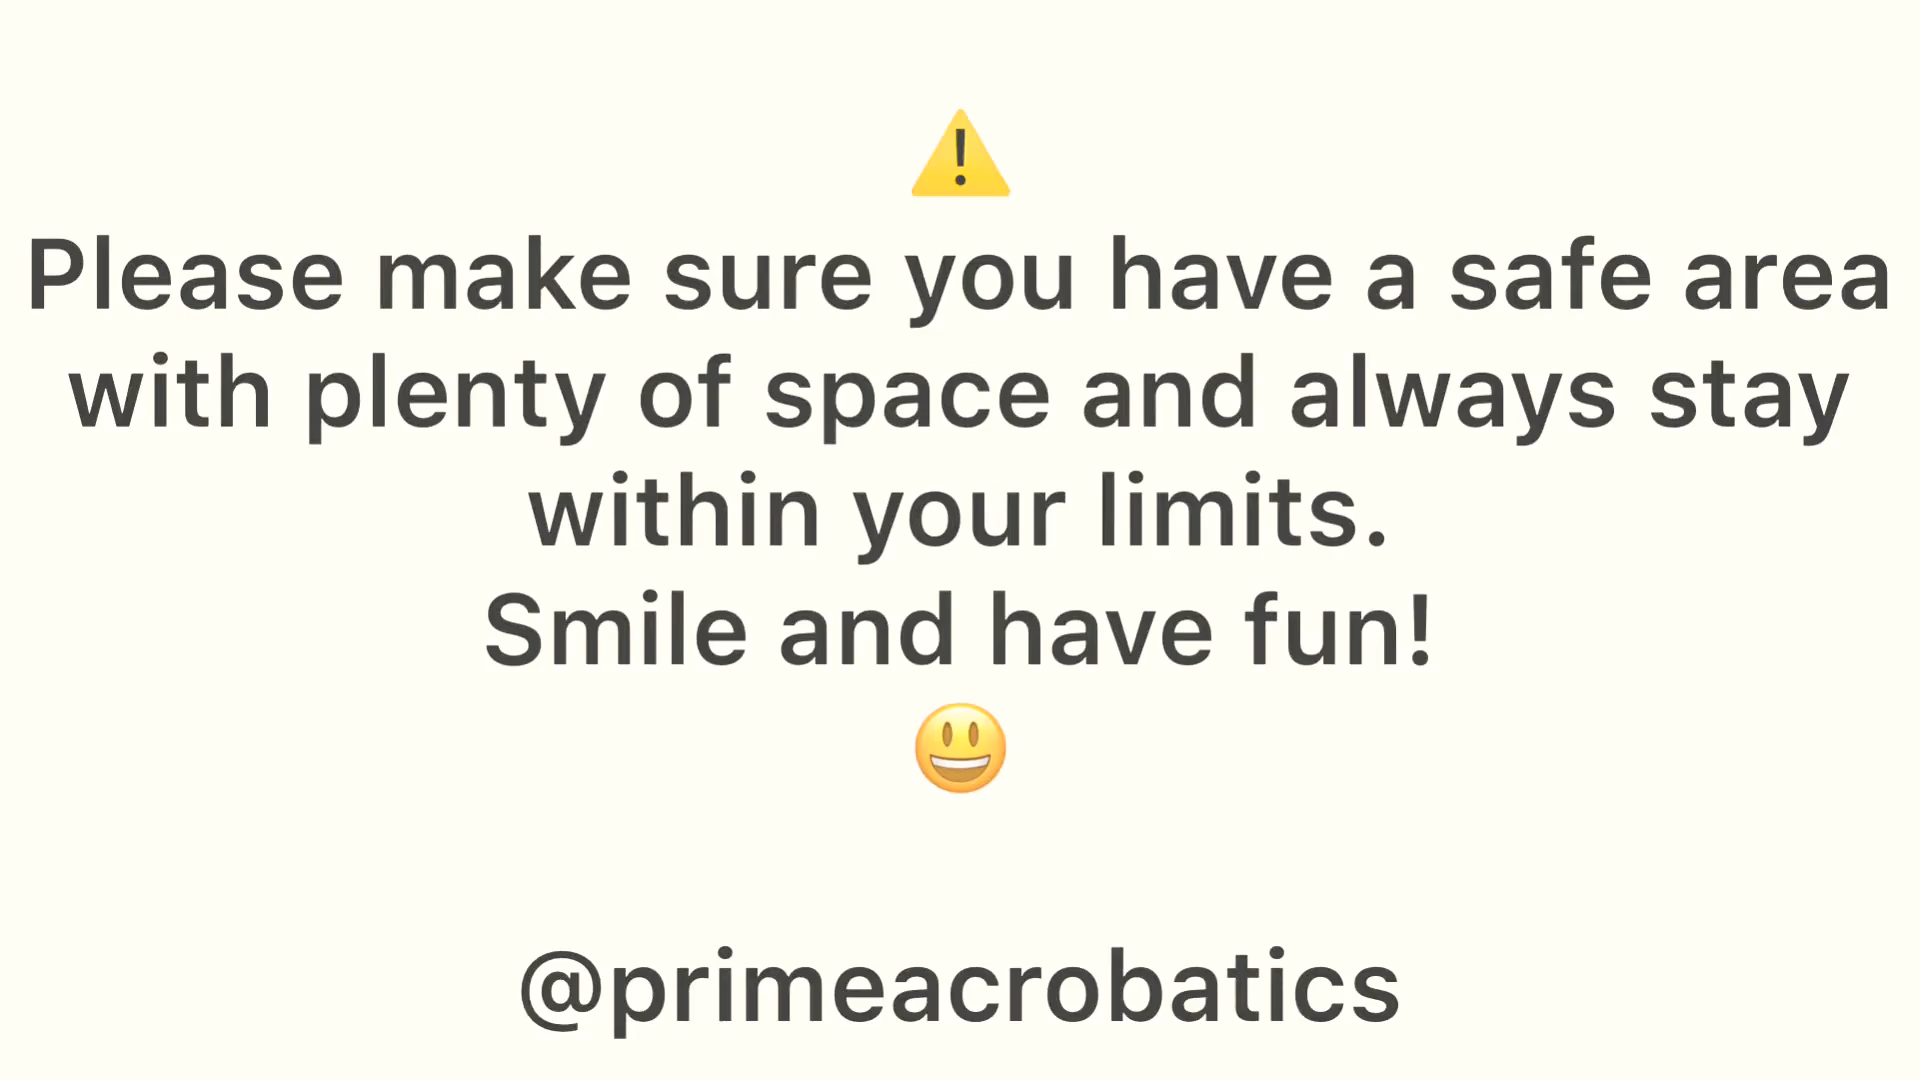 ⚠️
Please make sure you have a safe area
with plenty of space and always stay
within your limits.
Smile and have fun!
😃
@primeacrobatics